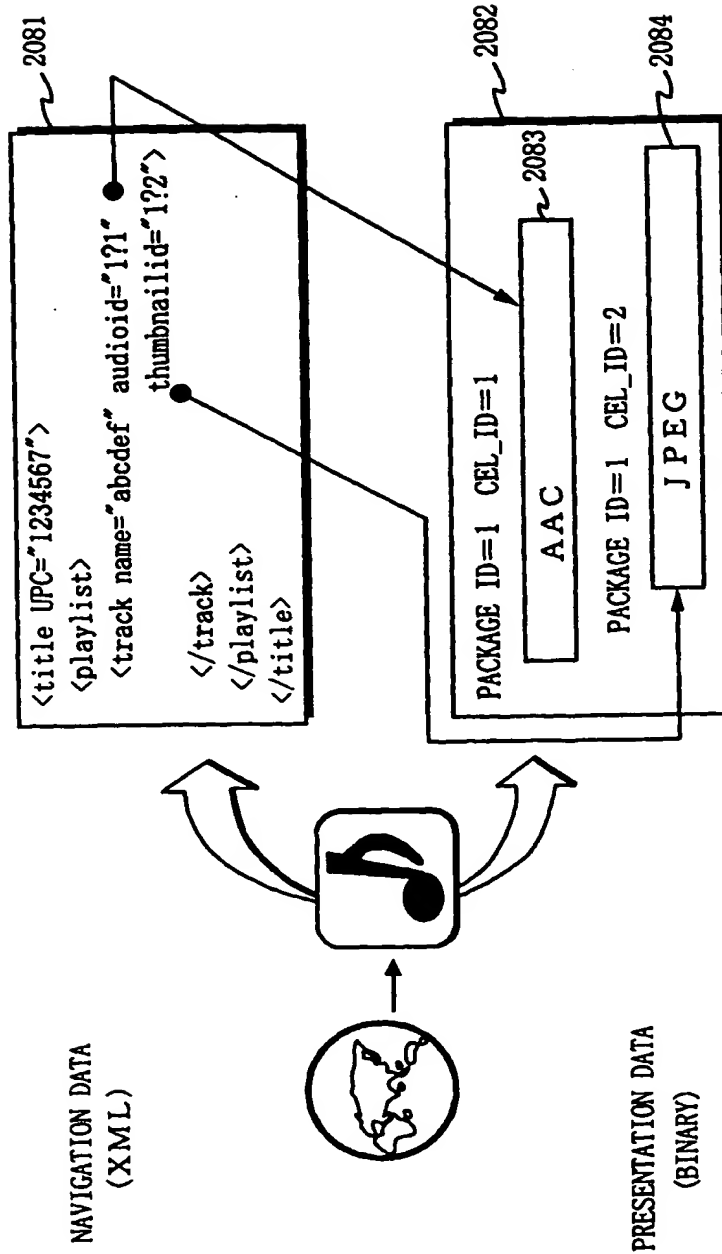 NAVIGATION DATA
(XML)
2081
<title UPC="1234567">
<playlist>
<track name="abcdef" audioid="1?1"
thumbnailid="1?2">
</track>
</playlist>
</title>
PRESENTATION DATA
(BINARY)
2082
PACKAGE ID=1 CEL_ID=1
2083
AAC
PACKAGE ID=1 CEL_ID=2
2084
JPEG